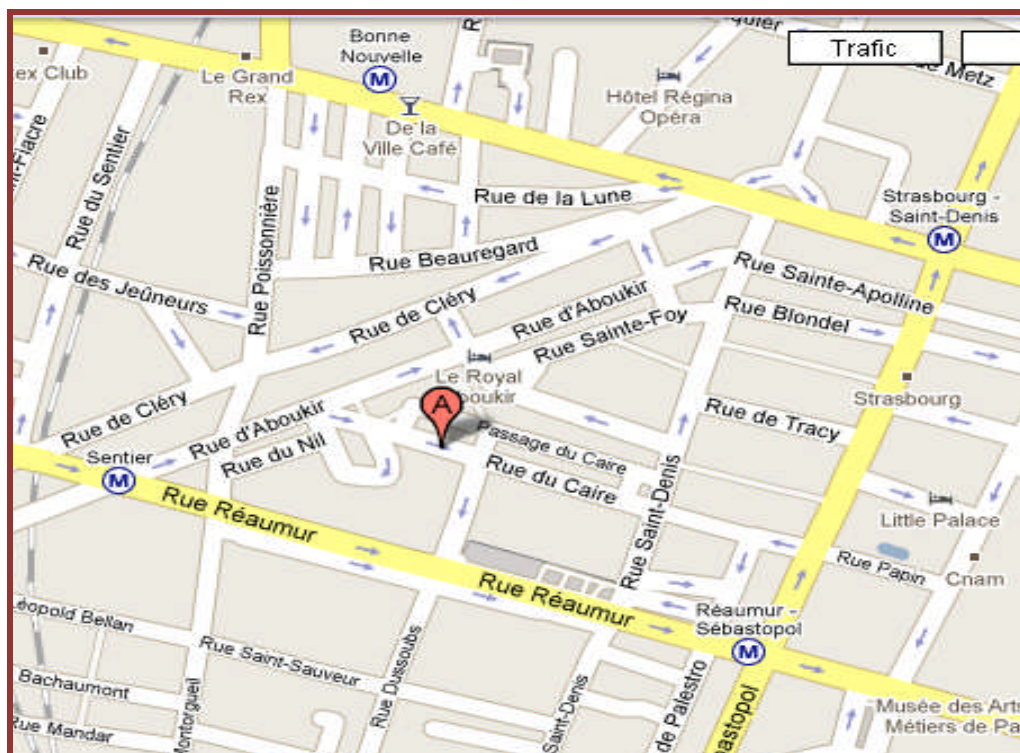 Bonne
Nouvelle
Trafic
de Metz
Club
Le Grand
Rex
Hôtel Régina
Opéra
De la
Ville Café
Rue du Sentier
Rue Poissonnière
Rue de la Lune
Strasbourg -
Saint-Denis
Rue Beauregard
Rue des Jeûneurs
Rue Sainte-Apolline
Rue de Cléry
Rue d'Aboukir
Rue Sainte-Foy
Rue Blondel
Le Royal
Strasbourg
A
Rue de Cléry
Rue d'Aboukir
Rue du Nil
Passage du Caire
Rue du Caire
Rue de Tracy
Sentier
M
M
M
M
Rue Réaumur
Rue Saint-Denis
Little Palace
Rue Papin
Cnam
Rue Réaumur
Réaumur -
Sébastopol
Léopold Bellan
Rue Saint-Sauveur
Rue Dussoubs
Bachaumont
Rue Mandar
Montorgueil
-Denis
de Palestro
Musée des Arts
Métiers de Pa